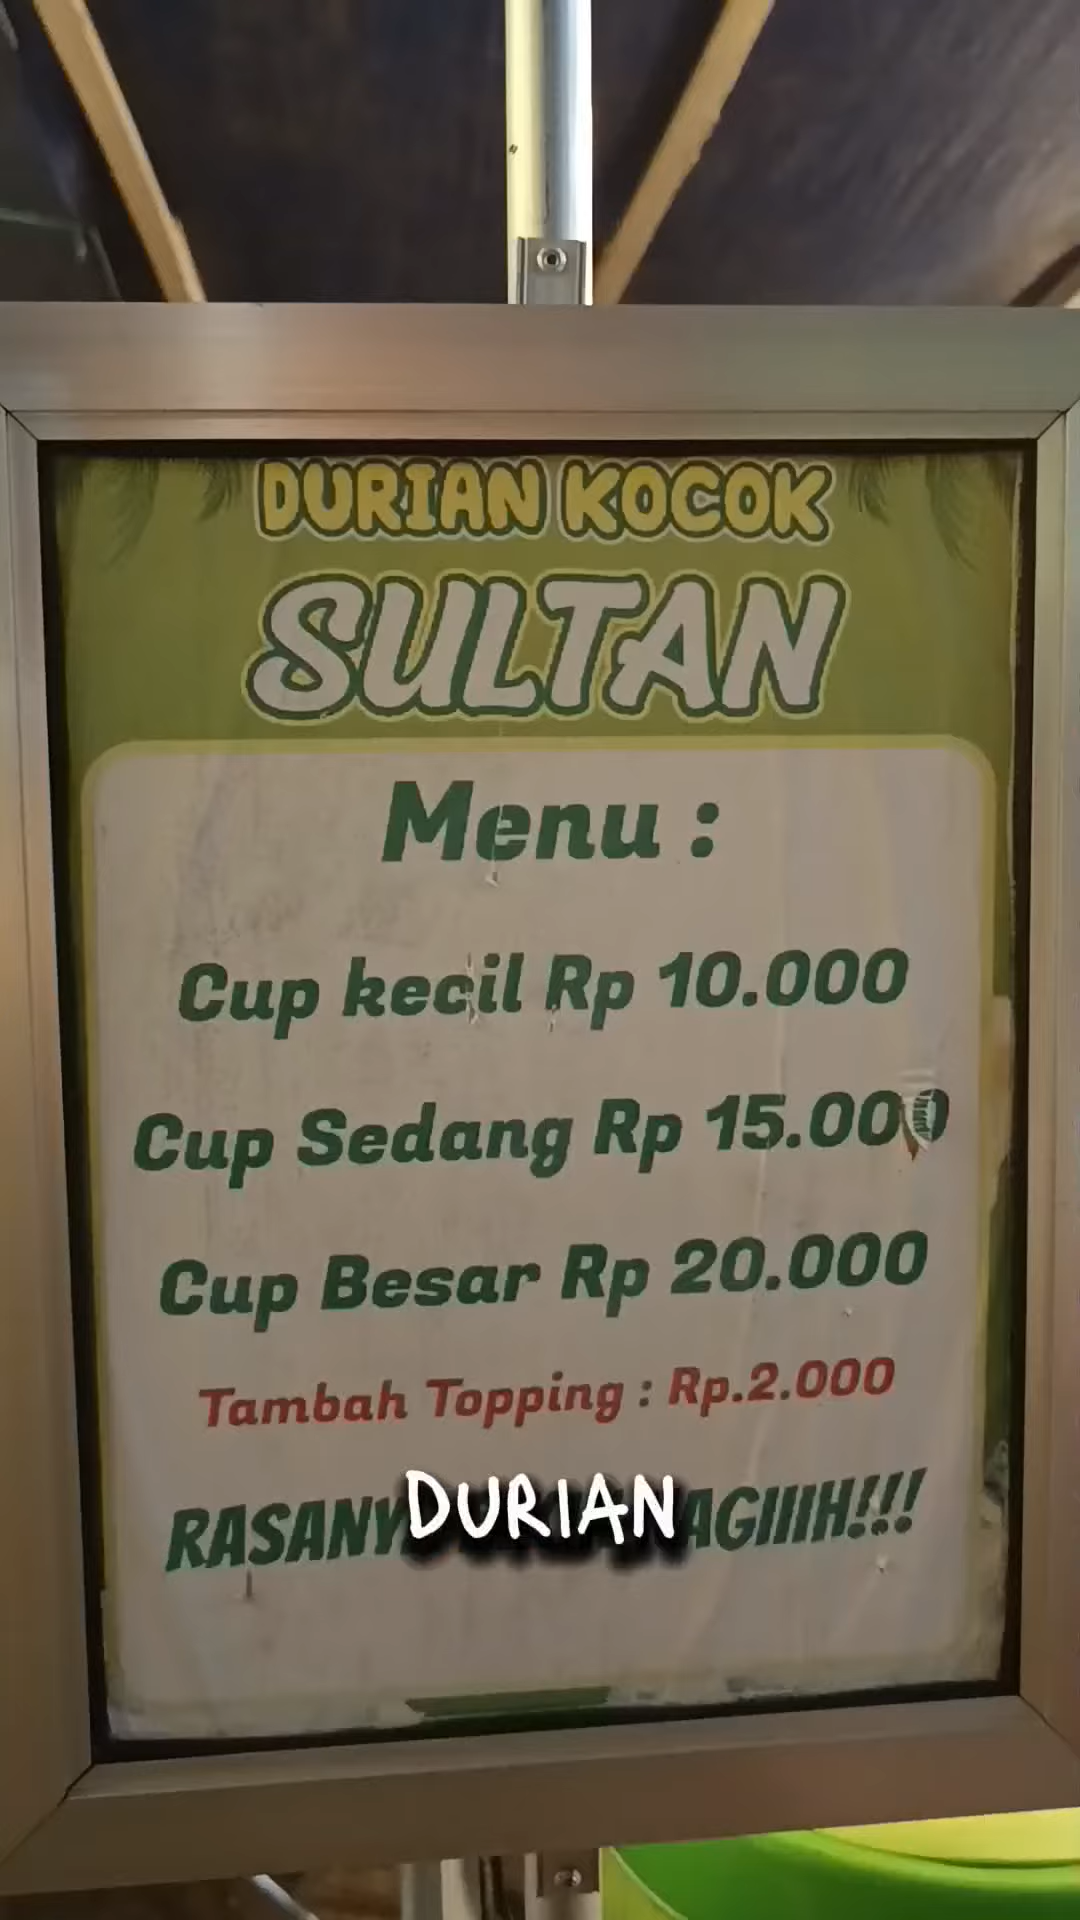 DURIAN KOCOK
SULTAN
Menu :
Cup kecil Rp 10.000
Cup Sedang Rp 15.000
Cup Besar Rp 20.000
Tambah Topping : Rp.2.000
DURIAN